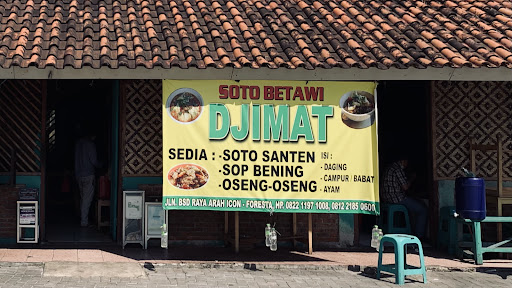 SOTO BETAWI
DJIMAT
SEDIA : -SOTO SANTEN
-SOP BENING
-OSENG-OSENG
ISI :
- DAGING
- CAMPUR / BABAT
- AYAM
JLN. BSD RAYA ARAH ICON - FORESTA, HP. 0822 1197 1008, 0812 2185 0600